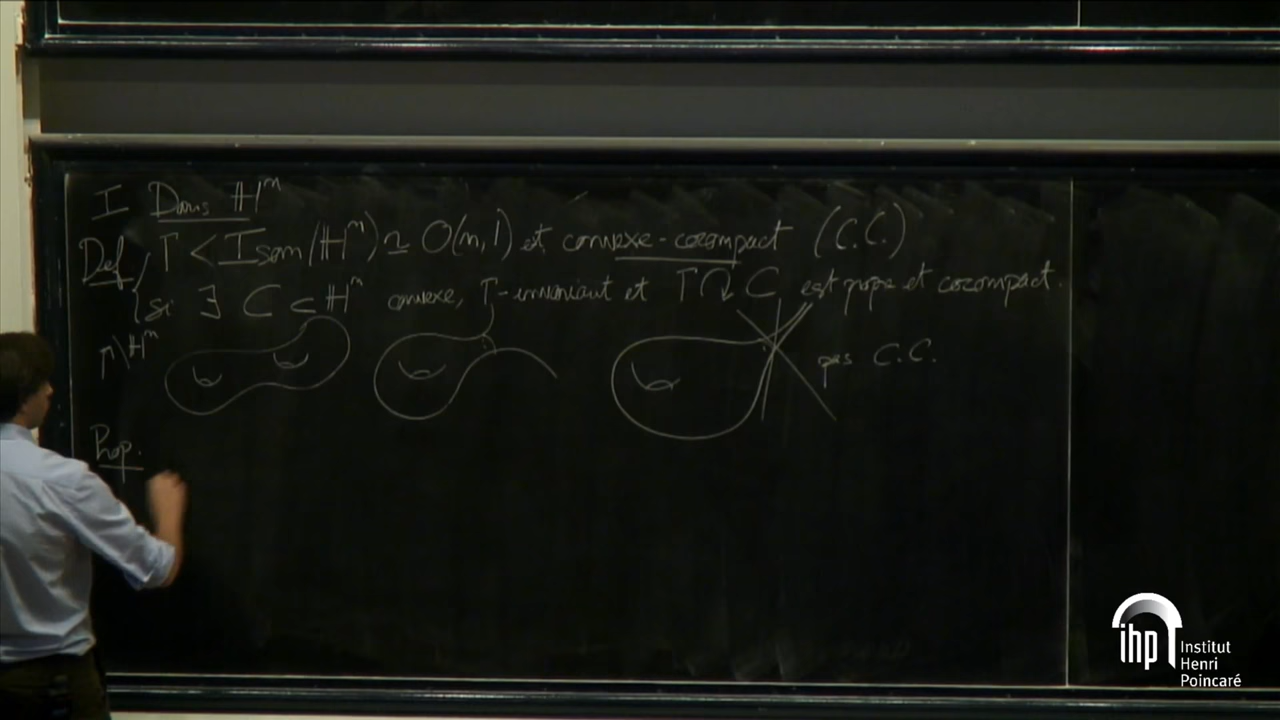 I Dans ℍⁿ
Def / Γ < Isom(ℍⁿ) ≃ O(n,1) est convexe-cocompact (C.C.)
si ∃ C ⊂ ℍⁿ convexe, Γ-invariant et Γ ↷ C est propre et cocompact.
Γ\ℍⁿ
pas C.C.
Prop.
ihp Institut
Henri
Poincaré